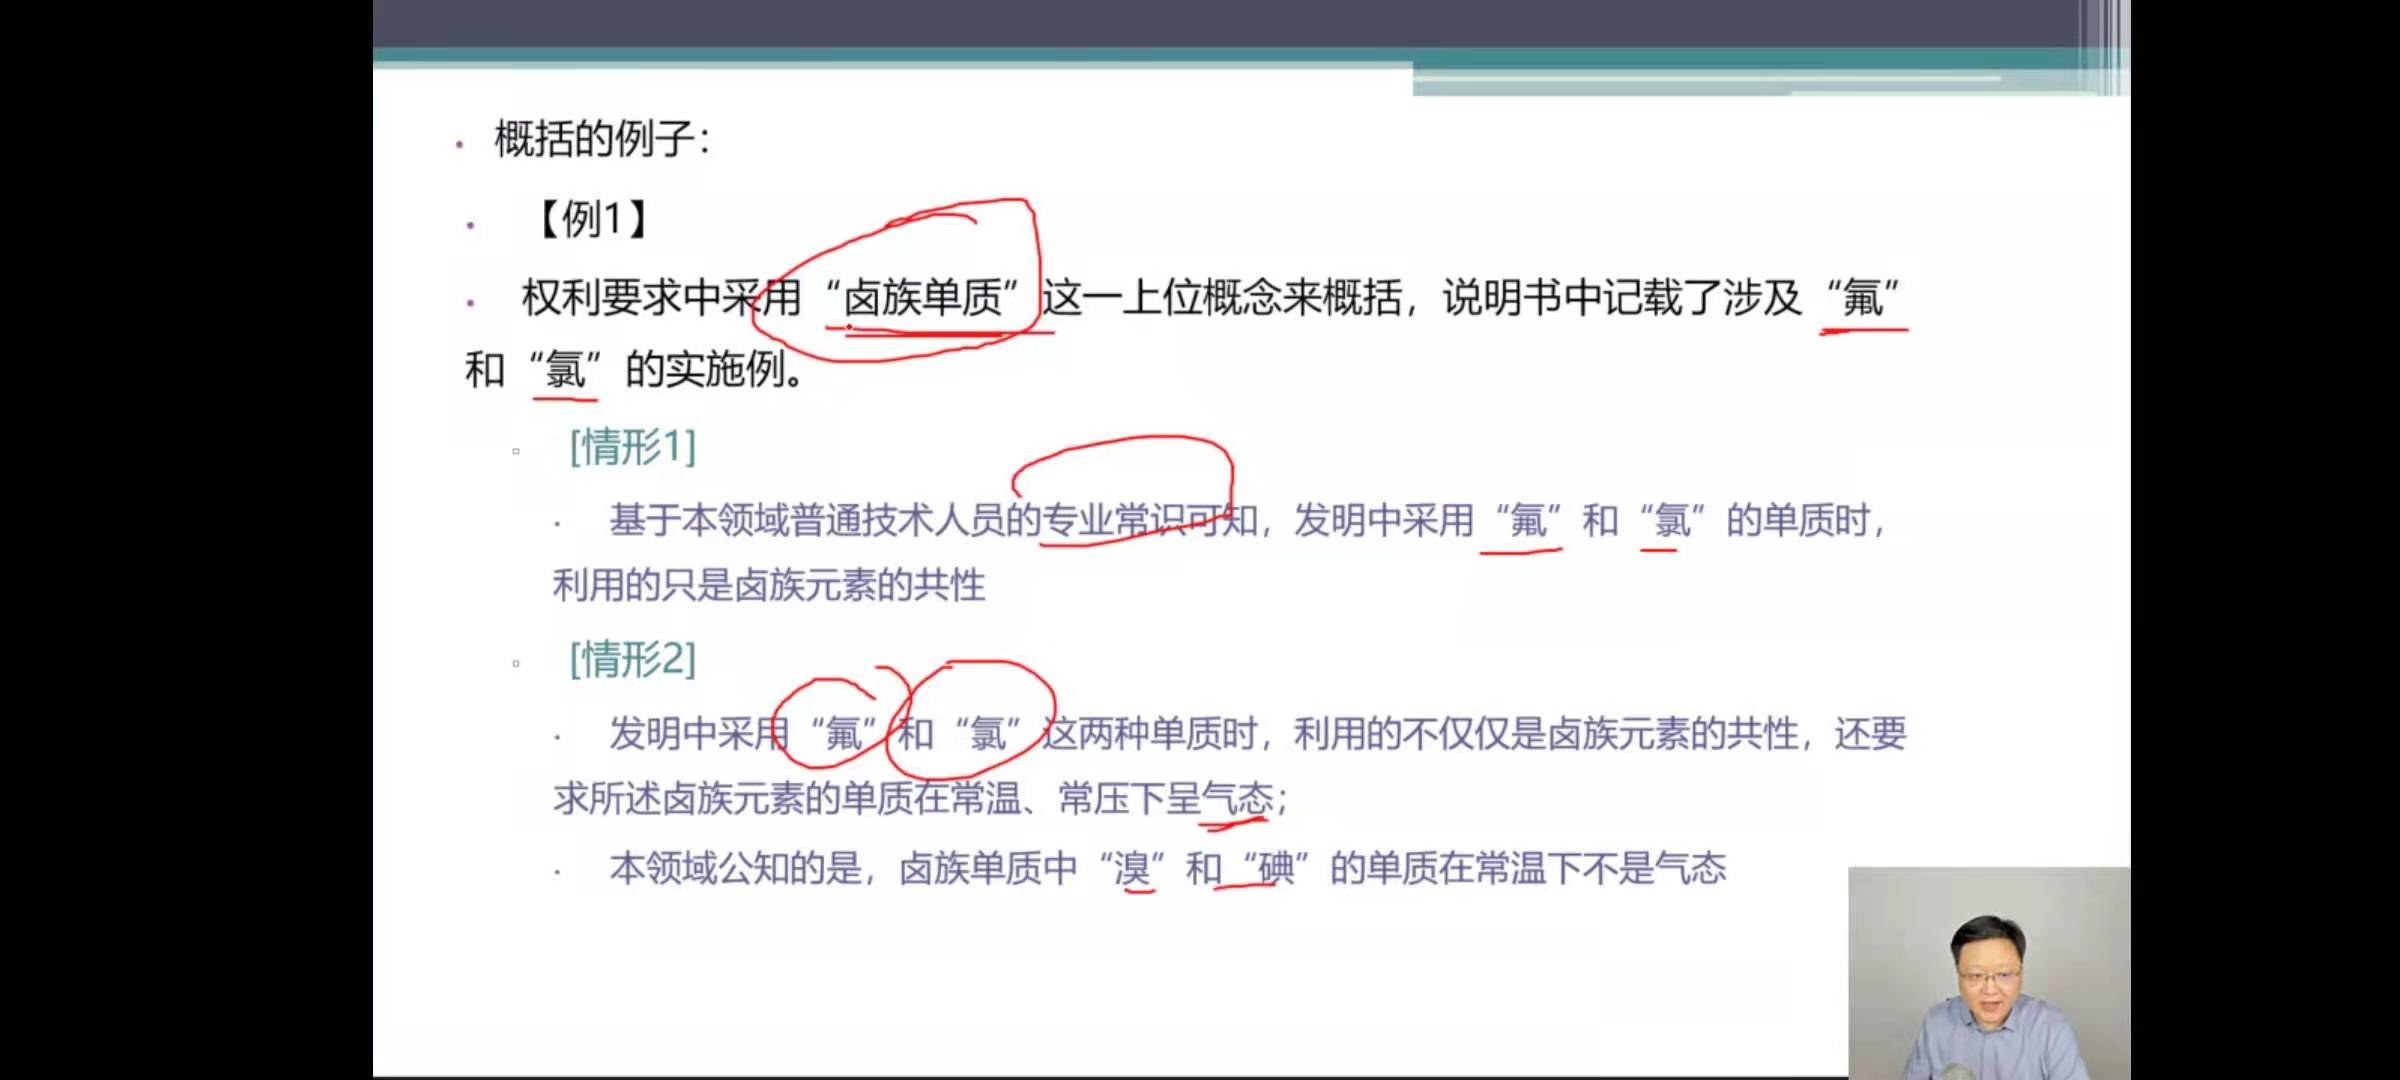 概括的例子：
【例1】
权利要求中采用“卤族单质”这一上位概念来概括，说明书中记载了涉及“氟”
和“氯”的实施例。
[情形1]
基于本领域普通技术人员的专业常识可知，发明中采用“氟”和“氯”的单质时，
利用的只是卤族元素的共性
[情形2]
发明中采用“氟”和“氯”这两种单质时，利用的不仅仅是卤族元素的共性，还要
求所述卤族元素的单质在常温、常压下呈气态；
本领域公知的是，卤族单质中“溴”和“碘”的单质在常温下不是气态